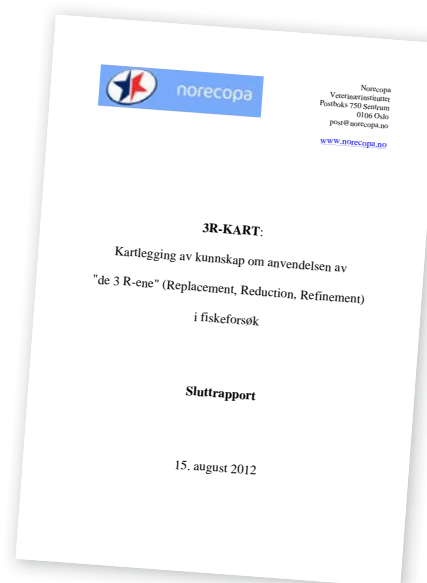 norecopa
Norecopa
Veterinærinstituttet
Postboks 750 Sentrum
0106 Oslo
post@norecopa.no
www.norecopa.no
3R-KART:
Kartlegging av kunnskap om anvendelsen av
"de 3 R-ene" (Replacement, Reduction, Refinement)
i fiskeforsøk
Sluttrapport
15. august 2012